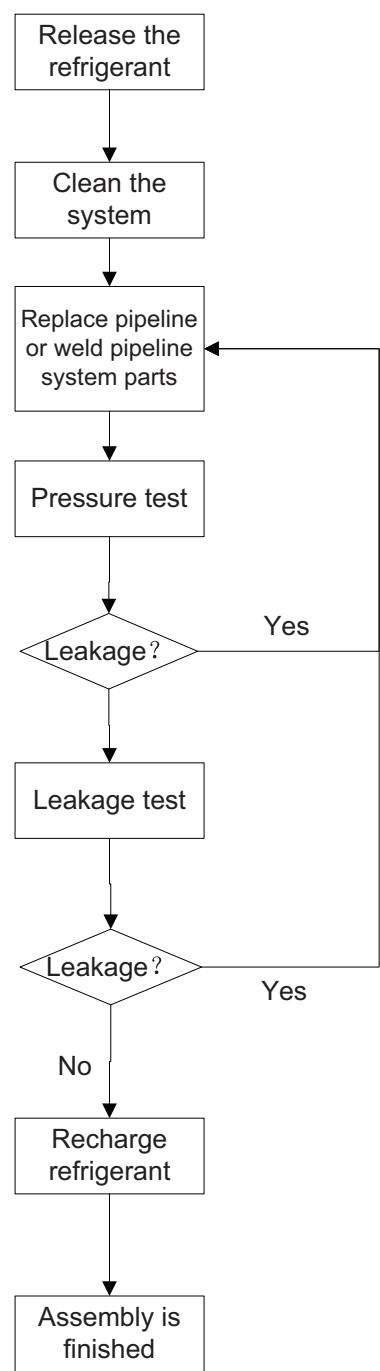 Release the
refrigerant
Clean the
system
Replace pipeline
or weld pipeline
system parts
Pressure test
Leakage？
Yes
Leakage test
Leakage？
Yes
No
Recharge
refrigerant
Assembly is
finished